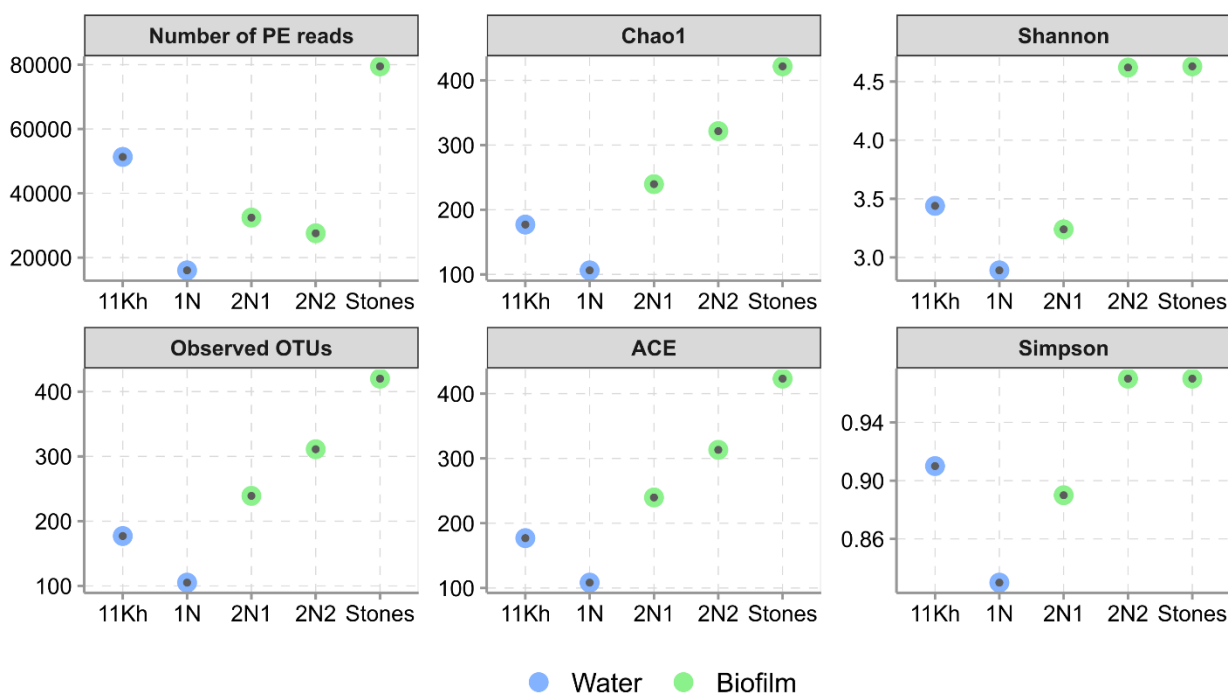 Number of PE reads
80000
60000
40000
20000
11Kh 1N 2N1 2N2 Stones
Chao1
400
300
200
100
11Kh 1N 2N1 2N2 Stones
Shannon
4.5
4.0
3.5
3.0
11Kh 1N 2N1 2N2 Stones
Observed OTUs
400
300
200
100
11Kh 1N 2N1 2N2 Stones
ACE
400
300
200
100
11Kh 1N 2N1 2N2 Stones
Simpson
0.94
0.90
0.86
11Kh 1N 2N1 2N2 Stones
Water Biofilm